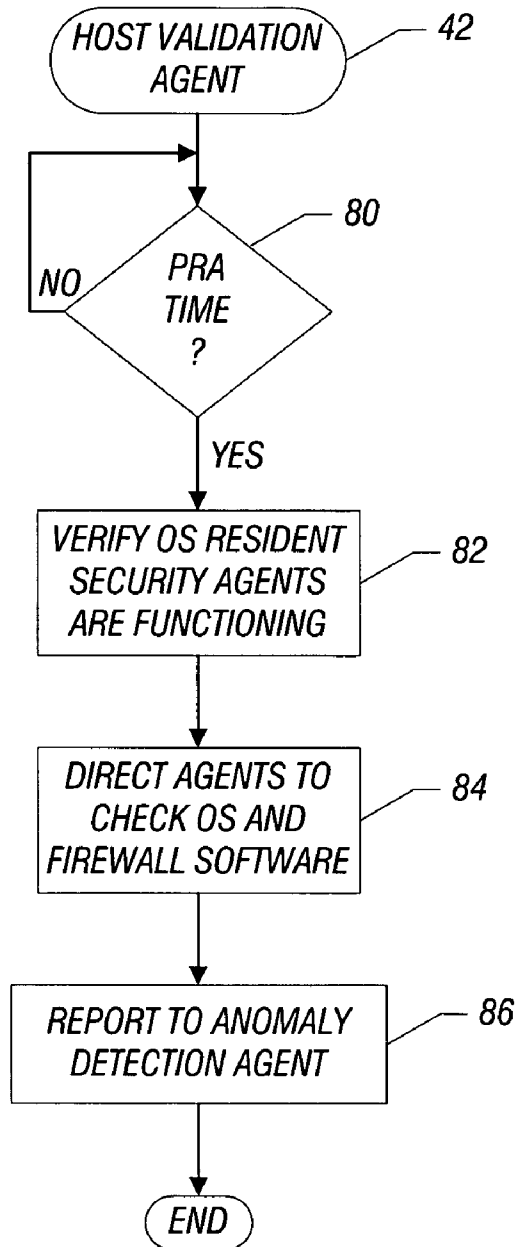 HOST VALIDATION
AGENT
42
80
PRA
TIME
?
NO
YES
VERIFY OS RESIDENT
SECURITY AGENTS
ARE FUNCTIONING
82
DIRECT AGENTS TO
CHECK OS AND
FIREWALL SOFTWARE
84
REPORT TO ANOMALY
DETECTION AGENT
86
END